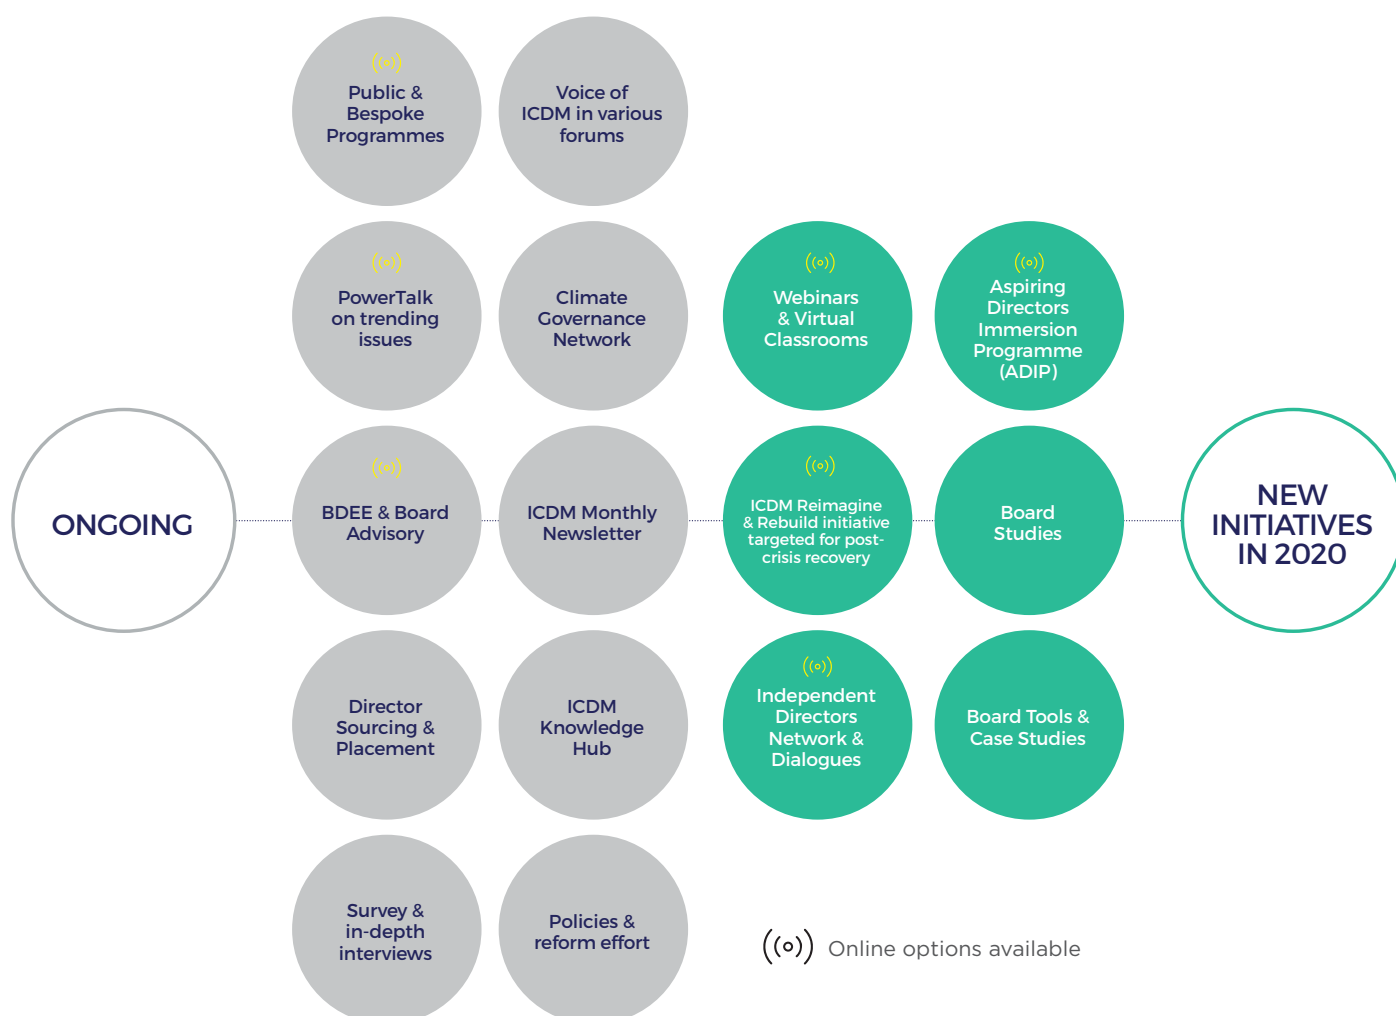 Public &
Bespoke
Programmes
Voice of
ICDM in various
forums
PowerTalk
on trending
issues
Climate
Governance
Network
Webinars
& Virtual
Classrooms
Aspiring
Directors
Immersion
Programme
(ADIP)
ONGOING
BDEE & Board
Advisory
ICDM Monthly
Newsletter
ICDM Reimagine
& Rebuild initiative
targeted for post-
crisis recovery
Board
Studies
NEW
INITIATIVES
IN 2020
Director
Sourcing &
Placement
ICDM
Knowledge
Hub
Independent
Directors
Network &
Dialogues
Board Tools &
Case Studies
Survey &
in-depth
interviews
Policies &
reform effort
Online options available